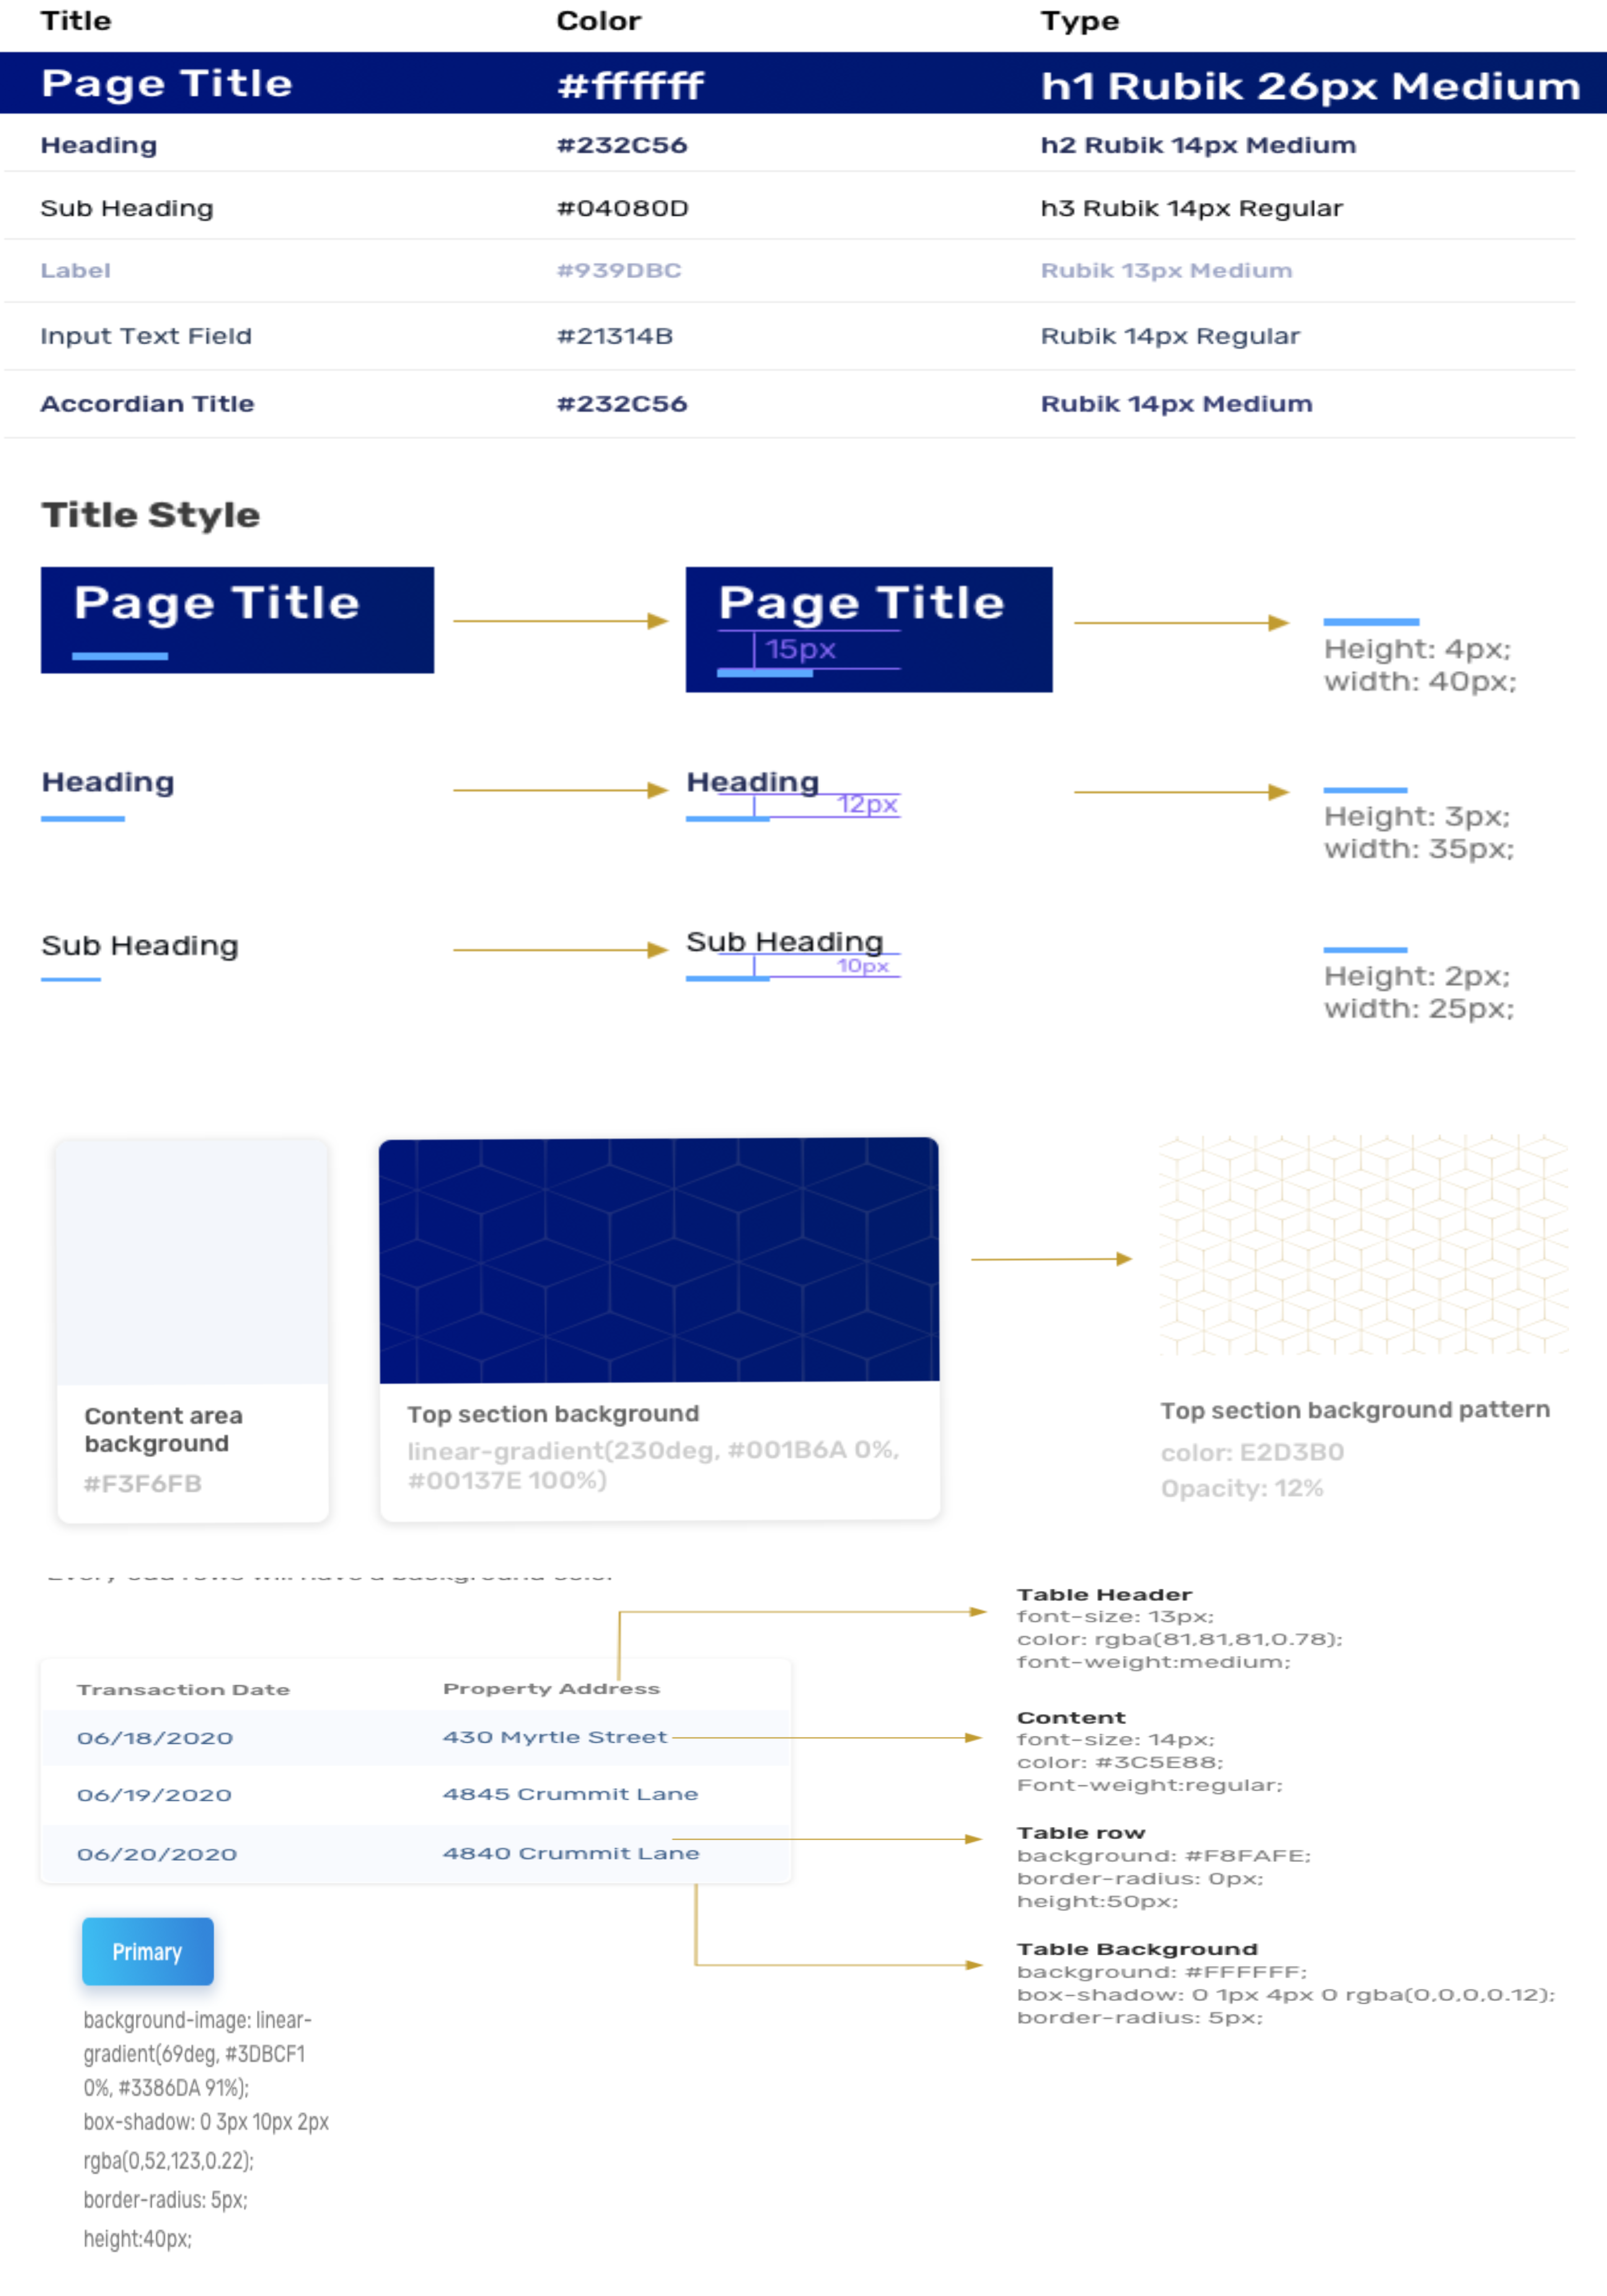 Title Color Type
Page Title #ffffff h1 Rubik 26px Medium
Heading #232C56 h2 Rubik 14px Medium
Sub Heading #04080D h3 Rubik 14px Regular
Label #939DBC Rubik 13px Medium
Input Text Field #21314B Rubik 14px Regular
Accordian Title #232C56 Rubik 14px Medium
Title Style
Page Title
Page Title
15px
Height: 4px;
width: 40px;
Heading
Heading
12px
Height: 3px;
width: 35px;
Sub Heading
Sub Heading
10px
Height: 2px;
width: 25px;
Content area
background
#F3F6FB
Top section background
linear-gradient(230deg, #001B6A 0%,
#00137E 100%)
Top section background pattern
color: E2D3B0
Opacity: 12%
Every odd rows will have a background color
Transaction Date Property Address
06/18/2020 430 Myrtle Street
06/19/2020 4845 Crummit Lane
06/20/2020 4840 Crummit Lane
Table Header
font-size: 13px;
color: rgba(81,81,81,0.78);
font-weight:medium;
Content
font-size: 14px;
color: #3C5E88;
Font-weight:regular;
Table row
background: #F8FAFE;
border-radius: 0px;
height:50px;
Table Background
background: #FFFFFF;
box-shadow: 0 1px 4px 0 rgba(0,0,0,0.12);
border-radius: 5px;
Primary
background-image: linear-
gradient(69deg, #3DBCF1
0%, #3386DA 91%);
box-shadow: 0 3px 10px 2px
rgba(0,52,123,0.22);
border-radius: 5px;
height:40px;